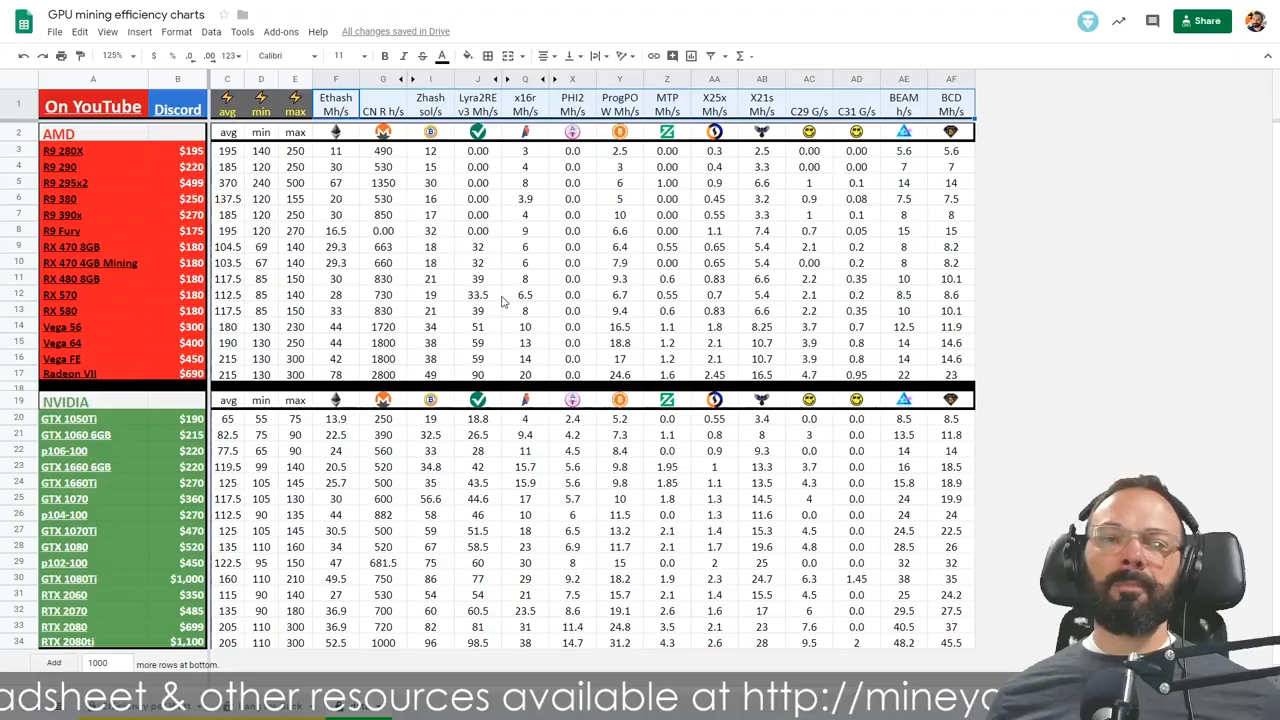 GPU mining efficiency charts
File Edit View Insert Format Data Tools Add-ons Help All changes saved in Drive
Share
125% $ % .0 .00 123 Calibri 11
A B C D E F G I J Q X Y Z AA AB AC AD AE AF
1 On YouTube Discord avg min max Ethash Mh/s CN R h/s Zhash sol/s Lyra2RE v3 Mh/s x16r Mh/s PHI2 Mh/s ProgPO W Mh/s MTP Mh/s X25x Mh/s X21s Mh/s C29 G/s C31 G/s BEAM h/s BCD Mh/s
2 AMD avg min max
3 R9 280X $195 195 140 250 11 490 12 0.00 3 0.0 2.5 0.00 0.3 2.5 0.00 0.00 5.6 5.6
4 R9 290 $220 185 120 260 30 530 15 0.00 4 0.0 3 0.00 0.4 3.3 0.00 0.00 7 7
5 R9 295x2 $499 370 240 500 67 1350 30 0.00 8 0.0 6 1.00 0.9 6.6 1 0.1 14 14
6 R9 380 $250 137.5 120 155 20 530 16 0.00 3.9 0.0 5 0.00 0.45 3.2 0.9 0.08 7.5 7.5
7 R9 390x $270 185 120 250 30 850 17 0.00 4 0.0 10 0.00 0.55 3.3 1 0.1 8 8
8 R9 Fury $175 195 120 270 16.5 0.00 32 0.00 9 0.0 6.6 0.00 1.1 7.4 0.7 0.05 15 15
9 RX 470 8GB $180 104.5 69 140 29.3 663 18 32 6 0.0 6.4 0.55 0.65 5.4 2.1 0.2 8 8.2
10 RX 470 4GB Mining $180 103.5 67 140 29.3 660 18 32 6 0.0 7.9 0.00 0.65 5.4 0.00 0.2 8 8.2
11 RX 480 8GB $180 117.5 85 150 30 830 21 39 8 0.0 9.3 0.6 0.83 6.6 2.2 0.35 10 10.1
12 RX 570 $180 112.5 85 140 28 730 19 33.5 6.5 0.0 6.7 0.55 0.7 5.4 2.1 0.2 8.5 8.6
13 RX 580 $180 117.5 85 150 33 830 21 39 8 0.0 9.4 0.6 0.83 6.6 2.2 0.35 10 10.1
14 Vega 56 $300 180 130 230 44 1720 34 51 10 0.0 16.5 1.1 1.8 8.25 3.7 0.7 12.5 11.9
15 Vega 64 $400 190 130 250 44 1800 38 59 13 0.0 18.8 1.2 2.1 10.7 3.9 0.8 14 14.6
16 Vega FE $450 215 130 300 42 1800 38 59 14 0.0 17 1.2 2.1 10.7 3.9 0.8 14 14.6
17 Radeon VII $690 215 130 300 78 2800 49 90 20 0.0 24.6 1.6 2.45 16.5 4.7 0.95 22 23
18
19 NVIDIA avg min max
20 GTX 1050Ti $190 65 55 75 13.9 250 19 18.8 4 2.4 5.2 0.0 0.55 3.4 0.0 0.0 8.5 8.5
21 GTX 1060 6GB $215 82.5 75 90 22.5 390 32.5 26.5 9.4 4.2 7.3 1.1 0.8 8 3 0.0 13.5 11.8
22 p106-100 $220 77.5 65 90 24 560 33 28 11 4.5 8.4 0.0 0.9 9.3 0.0 0.0 14 14
23 GTX 1660 6GB $220 119.5 99 140 20.5 520 34.8 42 15.7 5.6 9.8 1.95 1 13.3 3.7 0.0 16 18.5
24 GTX 1660Ti $270 125 105 145 25.7 500 35 43.5 15.9 5.6 9.8 1.85 1.1 13.5 4.3 0.0 15.8 18.9
25 GTX 1070 $360 117.5 105 130 30 600 56.6 44.6 17 5.7 10 1.8 1.3 14.5 4 0.0 24 19.9
26 p104-100 $270 112.5 90 135 44 882 58 46 10 6 11.5 0.0 1.3 11.6 0.0 0.0 24 24
27 GTX 1070Ti $470 125 105 145 30.5 500 59 51.5 18 6.5 13.2 2.1 1.4 15.3 4.5 0.0 24.5 22.5
28 GTX 1080 $520 135 110 160 34 520 67 58.5 23 6.9 11.7 2.1 1.7 19.6 4.8 0.0 28.5 26
29 p102-100 $450 122.5 95 150 47 681.5 75 60 30 8 15 0.0 2 25 0.0 0.0 32 32
30 GTX 1080Ti $1,000 160 110 210 49.5 750 86 77 29 9.2 18.2 1.9 2.3 24.7 6.3 1.45 38 35
31 RTX 2060 $350 115 90 140 27 530 54 54 21 7.5 15.7 2.1 1.4 15.5 4.5 0.0 25 24.2
32 RTX 2070 $485 135 90 180 36.9 700 60 60.5 23.5 8.6 19.1 2.6 1.6 17 6 0.0 29.5 27.5
33 RTX 2080 $699 205 110 300 36.9 720 82 81 31 11.4 24.8 3.5 2.1 23 7.6 0.0 40.5 37
34 RTX 2080ti $1,100 205 110 300 52.5 1000 96 98.5 38 14.7 31.2 4.3 2.6 28 9.5 2 48.2 45.5
Add 1000 more rows at bottom.
adsheet & other resources available at http://mineyo